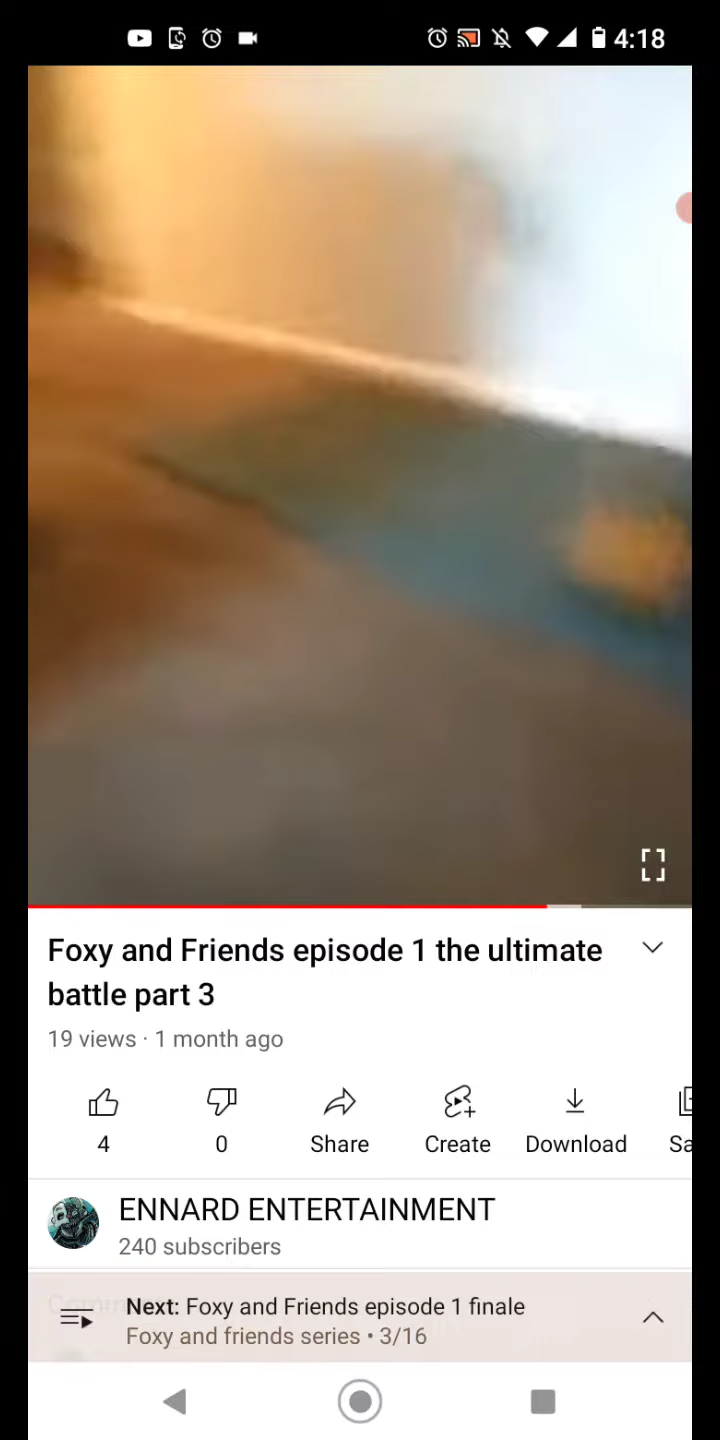 4:18
Foxy and Friends episode 1 the ultimate
battle part 3
19 views · 1 month ago
4
0
Share
Create
Download
Sa
ENNARD ENTERTAINMENT
240 subscribers
Next: Foxy and Friends episode 1 finale
Foxy and friends series • 3/16